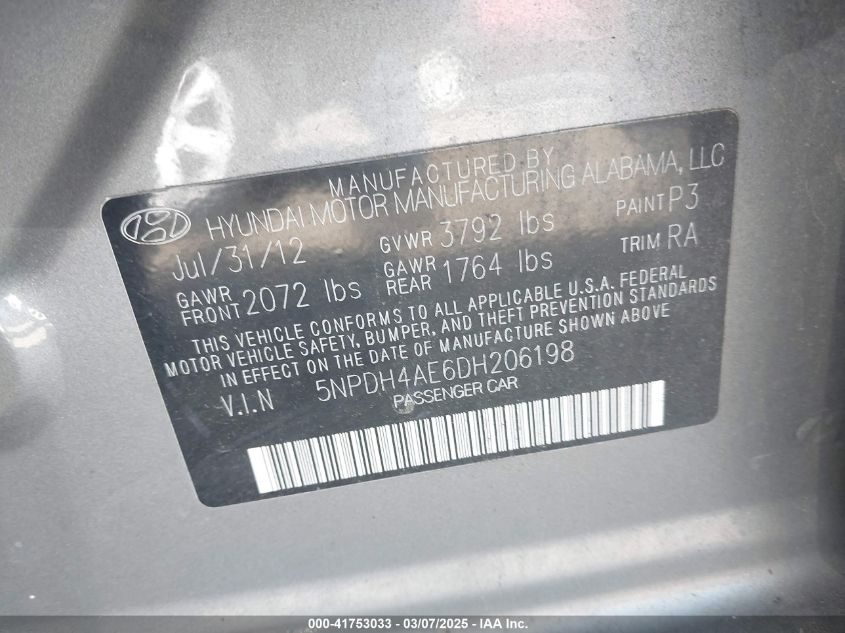 MANUFACTURED BY
HYUNDAI MOTOR MANUFACTURING ALABAMA, LLC
Jul/31/12 GVWR 3792 lbs PAINT P3
GAWR FRONT 2072 lbs GAWR REAR 1764 lbs TRIM RA
THIS VEHICLE CONFORMS TO ALL APPLICABLE U.S.A. FEDERAL
MOTOR VEHICLE SAFETY, BUMPER, AND THEFT PREVENTION STANDARDS
IN EFFECT ON THE DATE OF MANUFACTURE SHOWN ABOVE
V.I.N 5NPDH4AE6DH206198
PASSENGER CAR
000-41753033 - 03/07/2025 - IAA Inc.